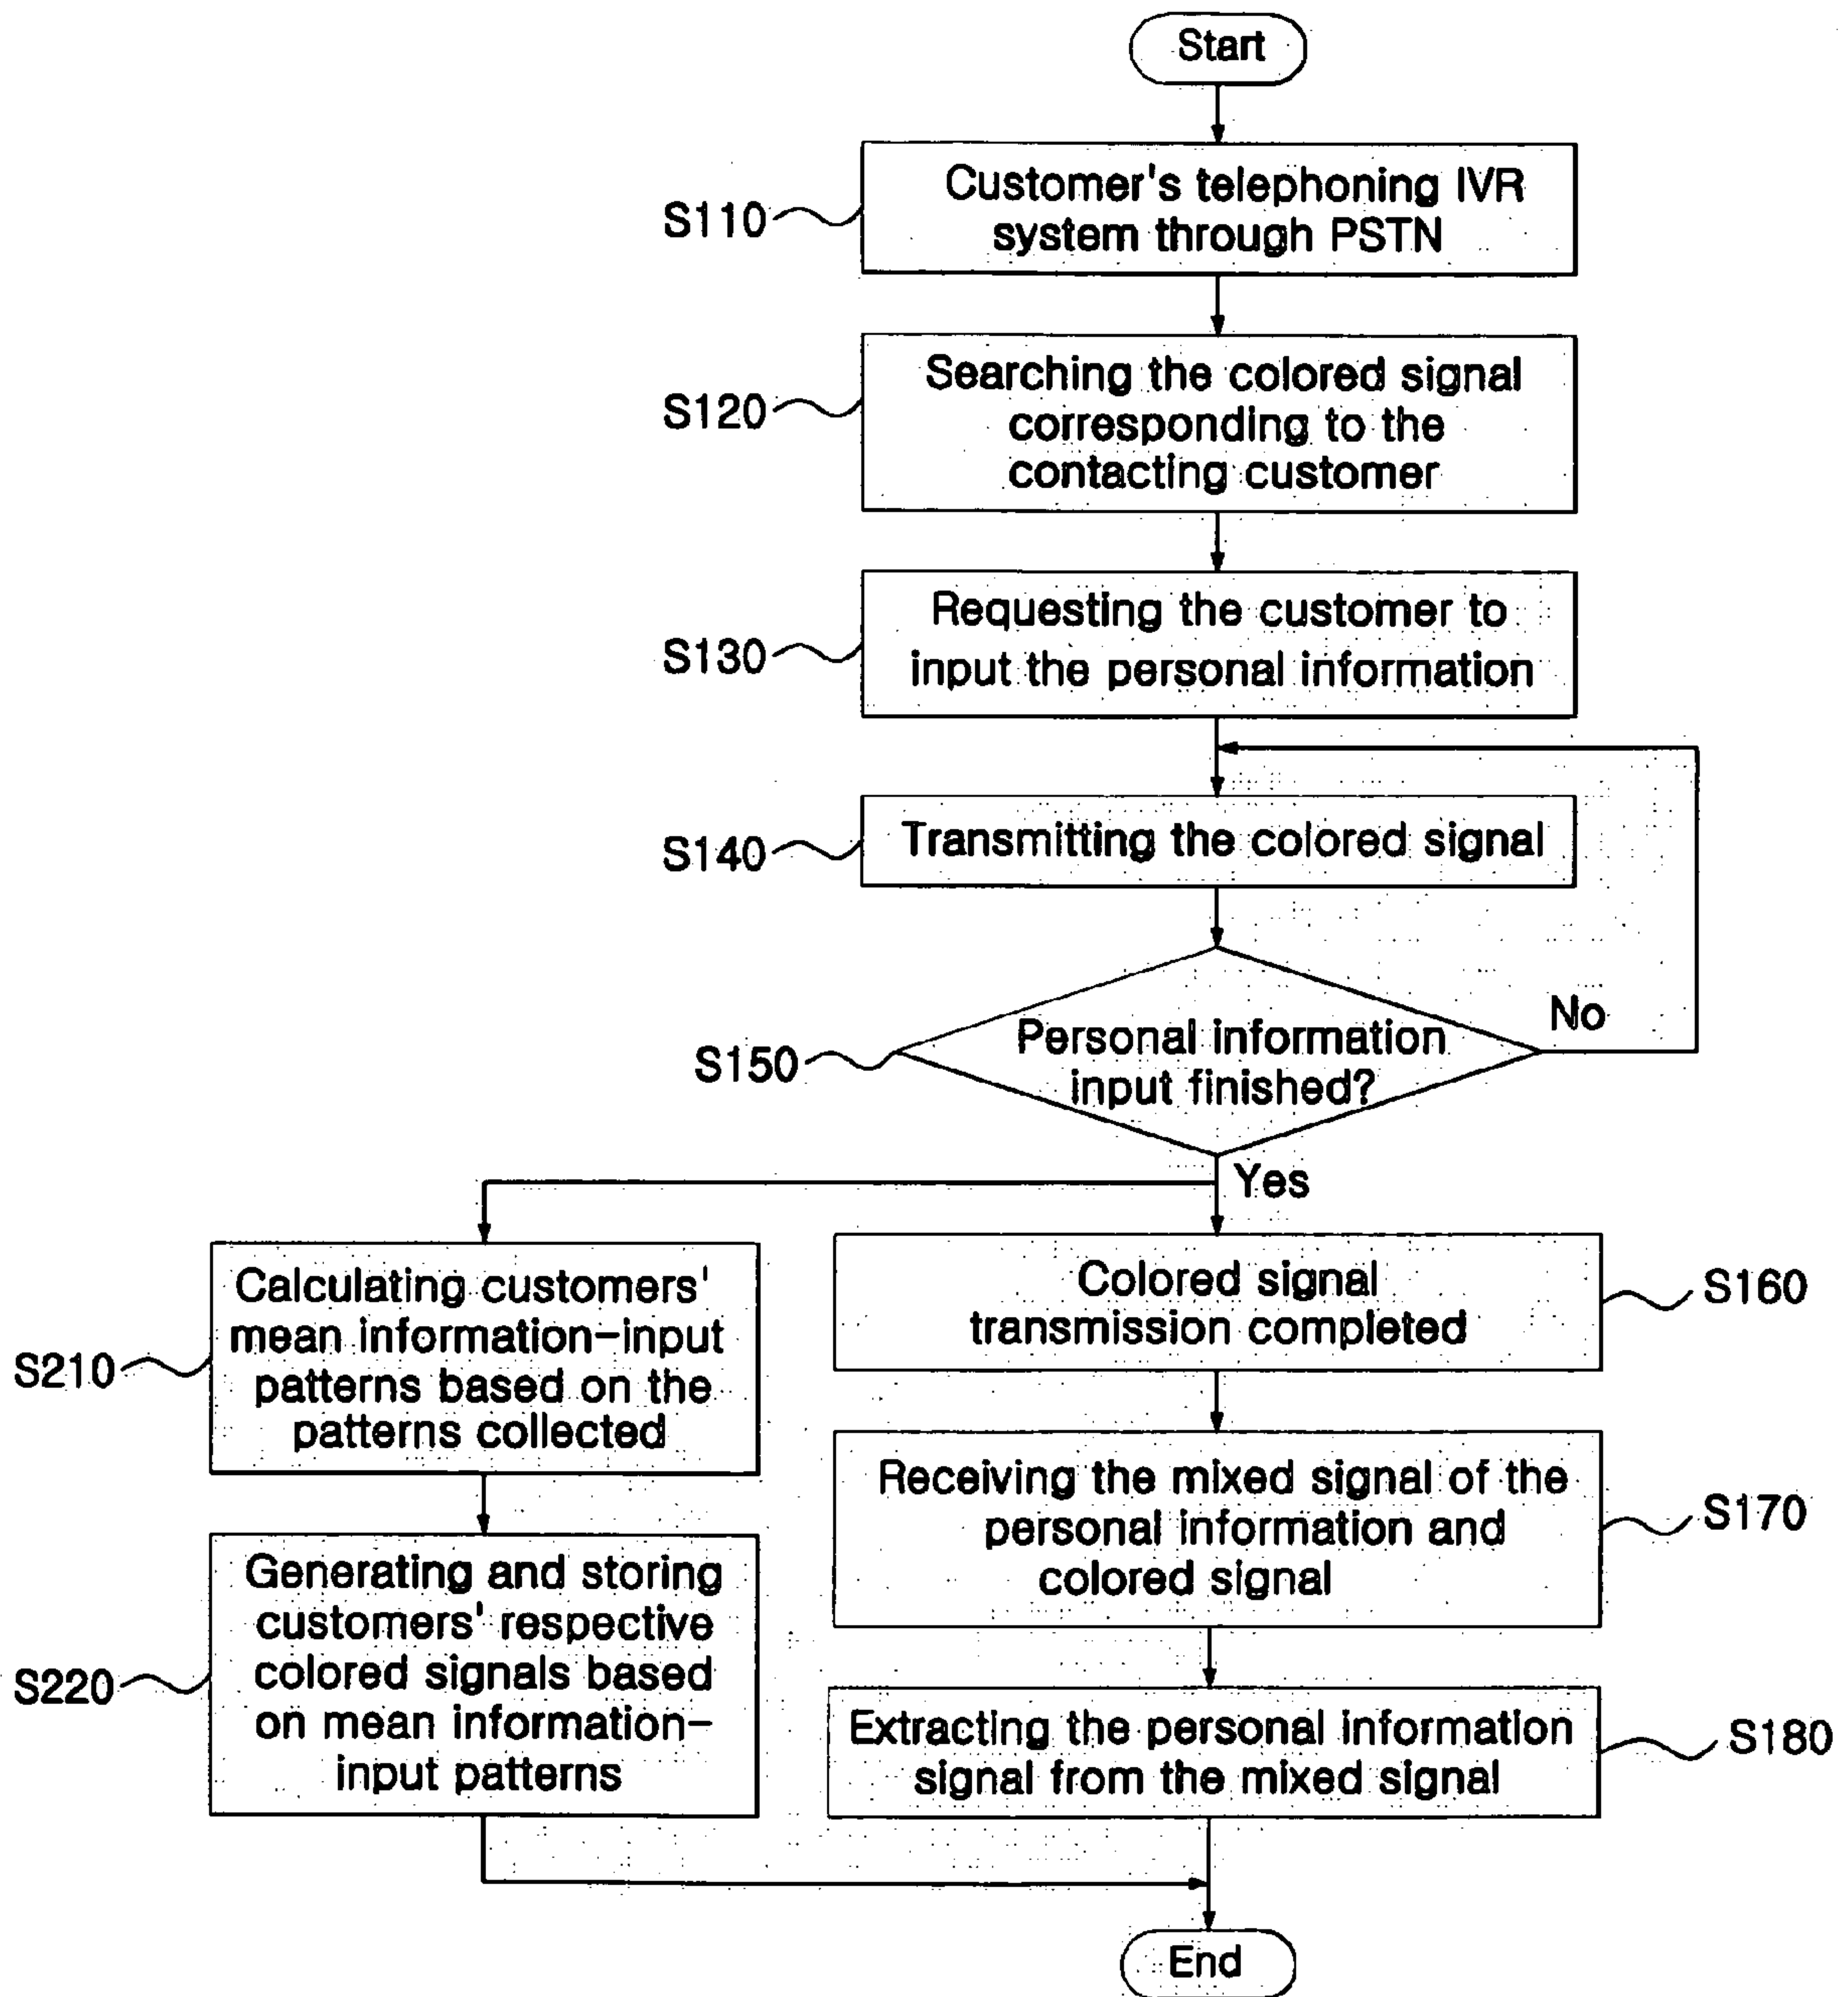 Start
Customer's telephoning IVR
system through PSTN
S110
Searching the colored signal
corresponding to the
contacting customer
S120
Requesting the customer to
input the personal information
S130
Transmitting the colored signal
S140
Personal information
input finished?
S150
No
Yes
Calculating customers'
mean information-input
patterns based on the
patterns collected
S210
Generating and storing
customers' respective
colored signals based
on mean information-
input patterns
S220
Colored signal
transmission completed
S160
Receiving the mixed signal of the
personal information and
colored signal
S170
Extracting the personal information
signal from the mixed signal
S180
End